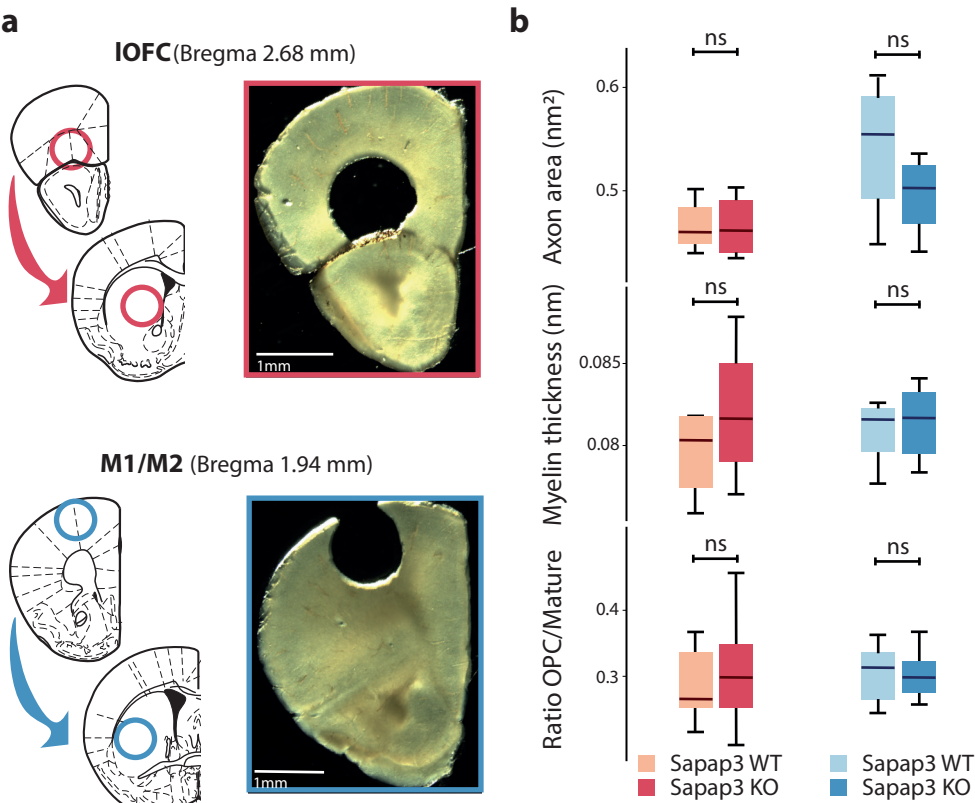 a
lOFC (Bregma 2.68 mm)
1mm
M1/M2 (Bregma 1.94 mm)
1mm
b
ns
ns
Axon area (nm²)
0.6
0.5
ns
ns
Myelin thickness (nm)
0.085
0.08
ns
ns
Ratio OPC/Mature
0.4
0.3
Sapap3 WT
Sapap3 KO
Sapap3 WT
Sapap3 KO